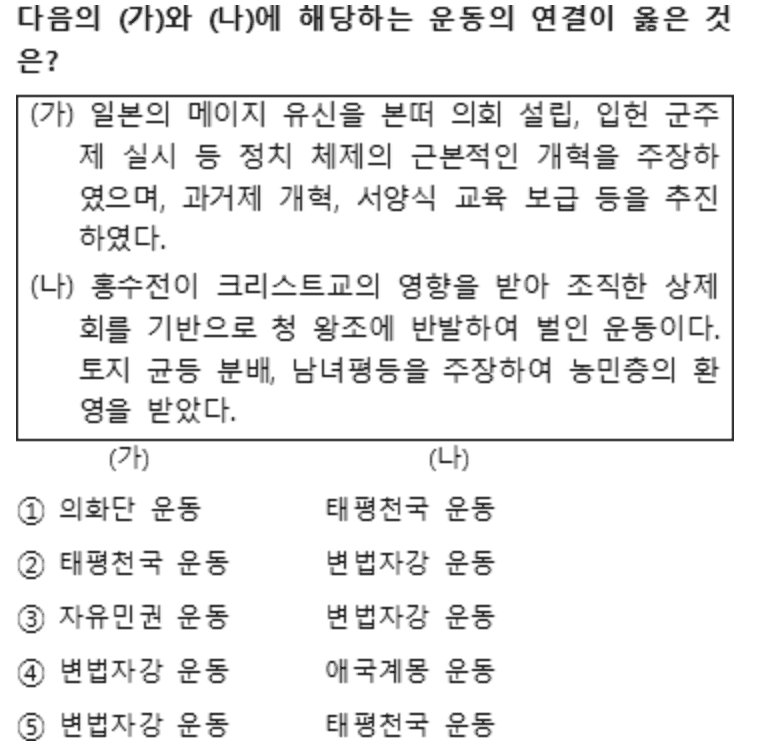 다음의 (가)와 (나)에 해당하는 운동의 연결이 옳은 것
은?
(가) 일본의 메이지 유신을 본떠 의회 설립, 입헌 군주
제 실시 등 정치 체제의 근본적인 개혁을 주장하
였으며, 과거제 개혁, 서양식 교육 보급 등을 추진
하였다.
(나) 홍수전이 크리스트교의 영향을 받아 조직한 상제
회를 기반으로 청 왕조에 반발하여 벌인 운동이다.
토지 균등 분배, 남녀평등을 주장하여 농민층의 환
영을 받았다.
(가) (나)
① 의화단 운동 태평천국 운동
② 태평천국 운동 변법자강 운동
③ 자유민권 운동 변법자강 운동
④ 변법자강 운동 애국계몽 운동
⑤ 변법자강 운동 태평천국 운동